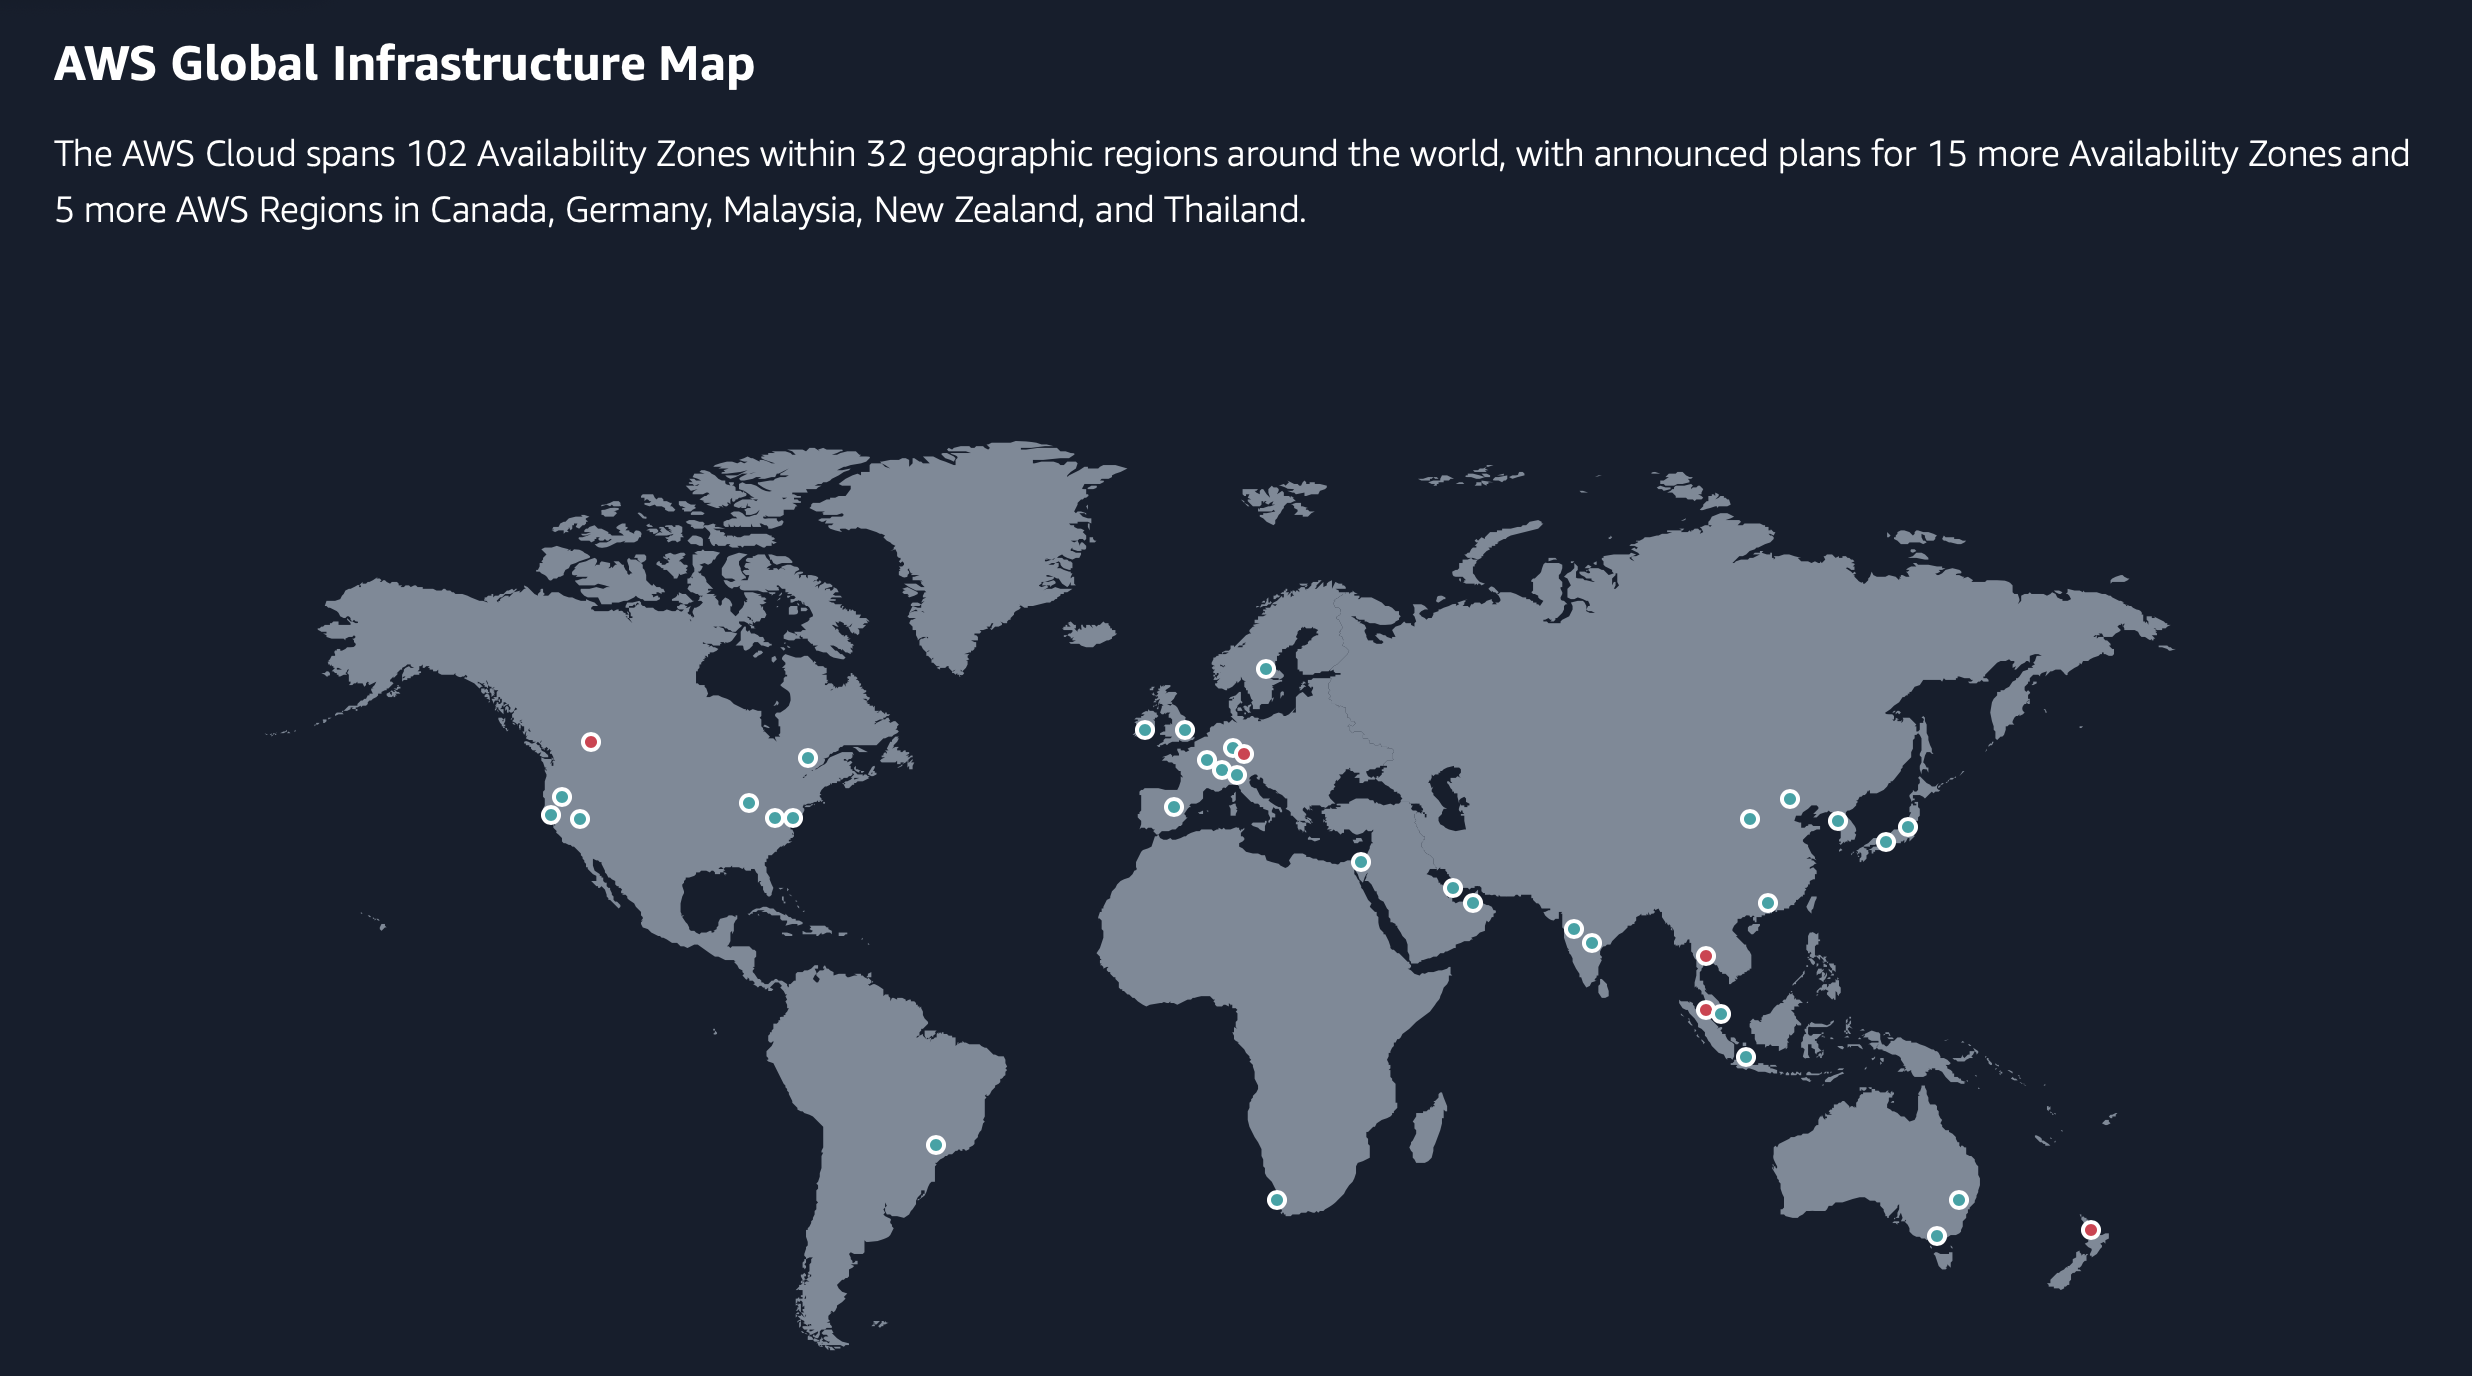 AWS Global Infrastructure Map
The AWS Cloud spans 102 Availability Zones within 32 geographic regions around the world, with announced plans for 15 more Availability Zones and
5 more AWS Regions in Canada, Germany, Malaysia, New Zealand, and Thailand.